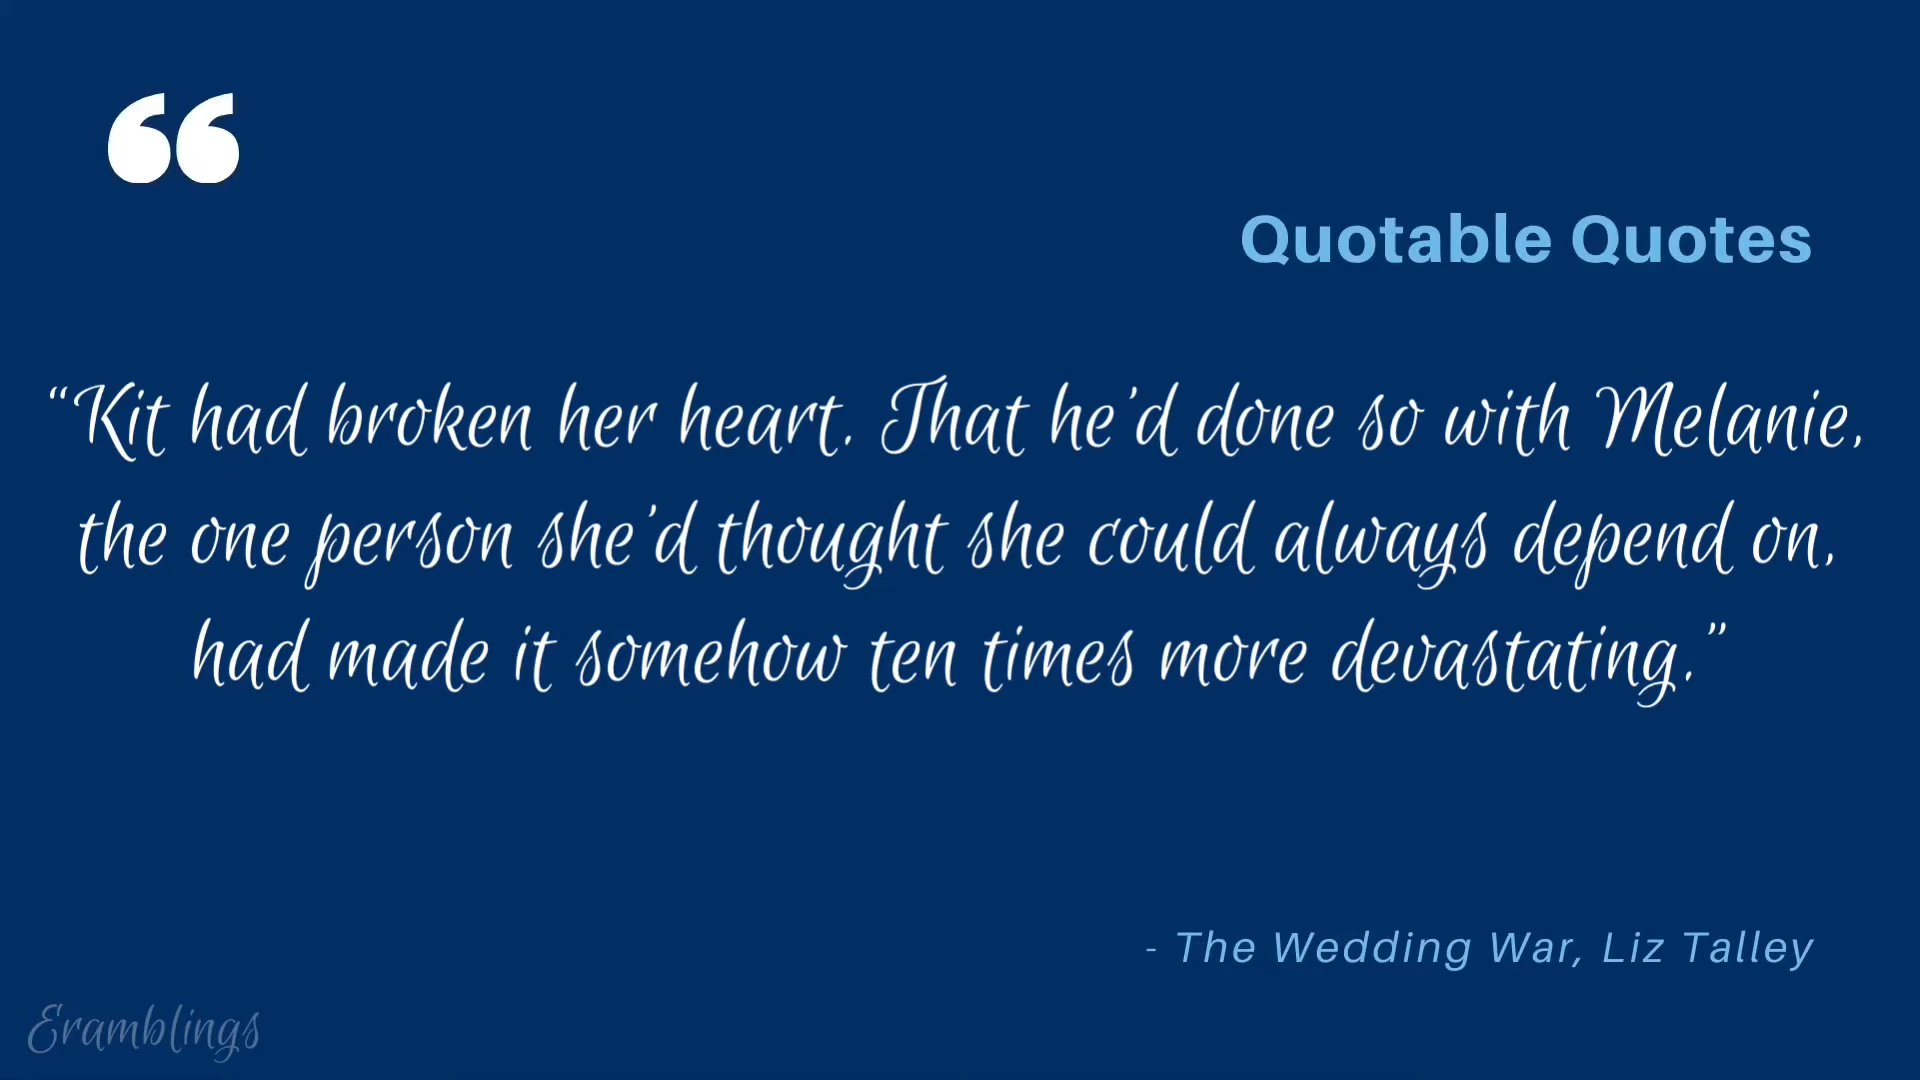 “
Quotable Quotes
“Kit had broken her heart. That he’d done so with Melanie,
the one person she’d thought she could always depend on,
had made it somehow ten times more devastating.”
- The Wedding War, Liz Talley
Eramblings